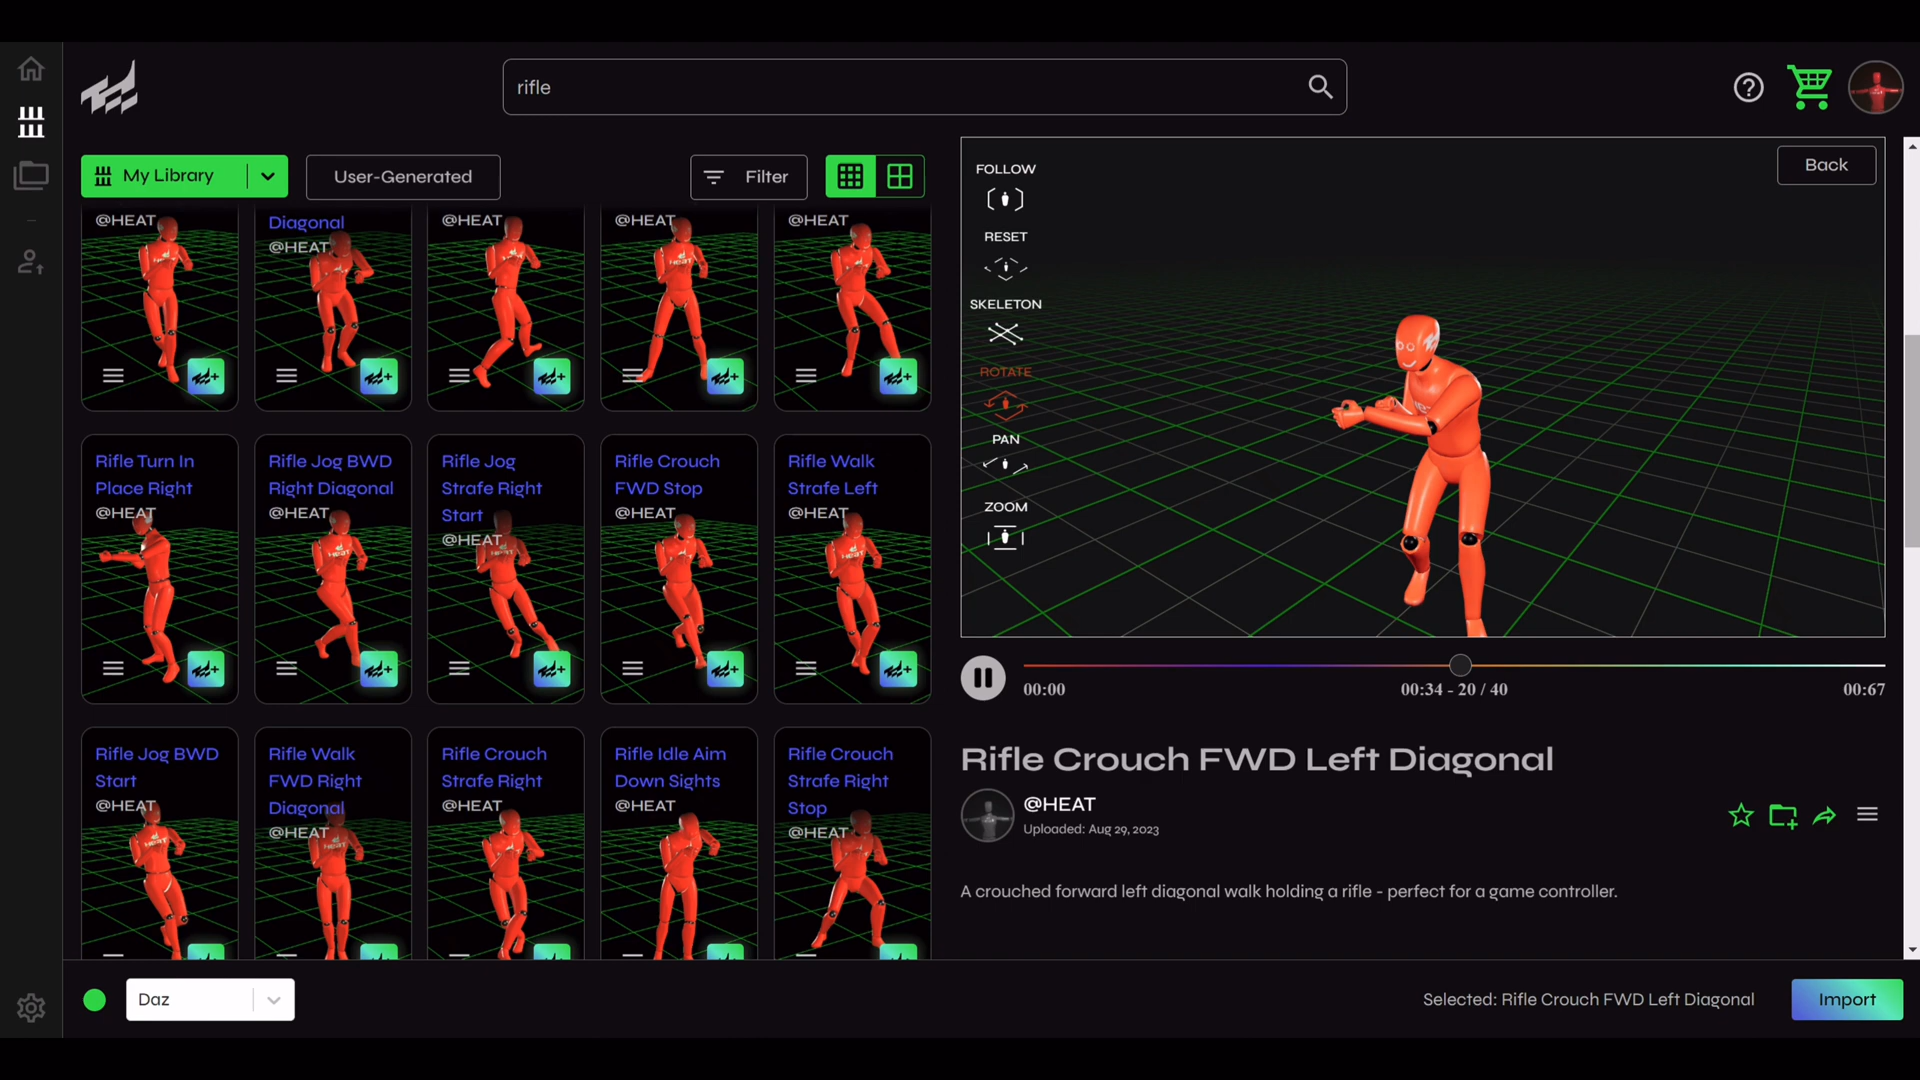 rifle
My Library
User-Generated
Filter
@HEAT
Diagonal
@HEAT
@HEAT
@HEAT
@HEAT
Rifle Turn In
Place Right
@HEAT
Rifle Jog BWD
Right Diagonal
@HEAT
Rifle Jog
Strafe Right
Start
@HEAT
Rifle Crouch
FWD Stop
@HEAT
Rifle Walk
Strafe Left
@HEAT
Rifle Jog BWD
Start
@HEAT
Rifle Walk
FWD Right
Diagonal
@HEAT
Rifle Crouch
Strafe Right
@HEAT
Rifle Idle Aim
Down Sights
@HEAT
Rifle Crouch
Strafe Right
Stop
@HEAT
FOLLOW
RESET
SKELETON
ROTATE
PAN
ZOOM
Back
00:00
00:34 - 20 / 40
00:67
Rifle Crouch FWD Left Diagonal
@HEAT
Uploaded: Aug 29, 2023
A crouched forward left diagonal walk holding a rifle - perfect for a game controller.
Daz
Selected: Rifle Crouch FWD Left Diagonal
Import